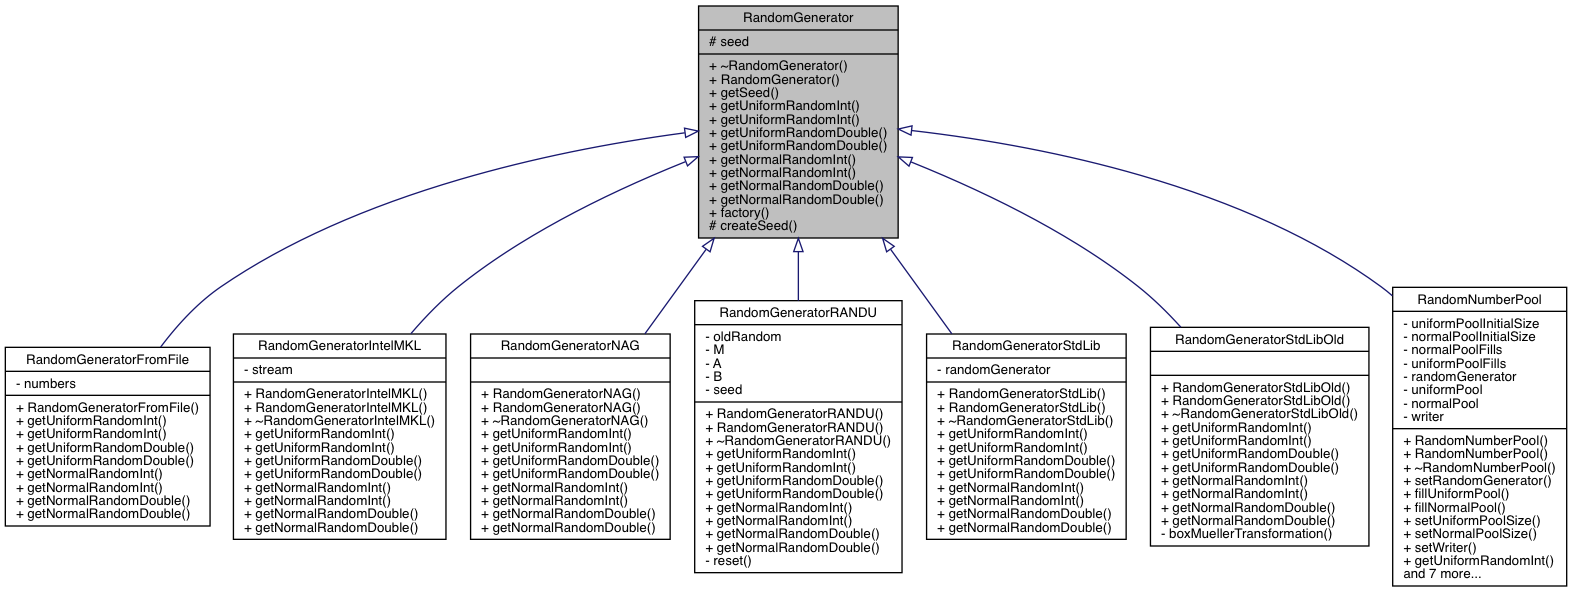 RandomGenerator
# seed
+ ~RandomGenerator()
+ RandomGenerator()
+ getSeed()
+ getUniformRandomInt()
+ getUniformRandomInt()
+ getUniformRandomDouble()
+ getUniformRandomDouble()
+ getNormalRandomInt()
+ getNormalRandomInt()
+ getNormalRandomDouble()
+ getNormalRandomDouble()
+ factory()
# createSeed()
RandomGeneratorFromFile
- numbers
+ RandomGeneratorFromFile()
+ getUniformRandomInt()
+ getUniformRandomInt()
+ getUniformRandomDouble()
+ getUniformRandomDouble()
+ getNormalRandomInt()
+ getNormalRandomInt()
+ getNormalRandomDouble()
+ getNormalRandomDouble()
RandomGeneratorIntelMKL
- stream
+ RandomGeneratorIntelMKL()
+ RandomGeneratorIntelMKL()
+ ~RandomGeneratorIntelMKL()
+ getUniformRandomInt()
+ getUniformRandomInt()
+ getUniformRandomDouble()
+ getUniformRandomDouble()
+ getNormalRandomInt()
+ getNormalRandomInt()
+ getNormalRandomDouble()
+ getNormalRandomDouble()
RandomGeneratorNAG
+ RandomGeneratorNAG()
+ RandomGeneratorNAG()
+ ~RandomGeneratorNAG()
+ getUniformRandomInt()
+ getUniformRandomInt()
+ getUniformRandomDouble()
+ getUniformRandomDouble()
+ getNormalRandomInt()
+ getNormalRandomInt()
+ getNormalRandomDouble()
+ getNormalRandomDouble()
RandomGeneratorRANDU
- oldRandom
- M
- A
- B
- seed
+ RandomGeneratorRANDU()
+ RandomGeneratorRANDU()
+ ~RandomGeneratorRANDU()
+ getUniformRandomInt()
+ getUniformRandomInt()
+ getUniformRandomDouble()
+ getUniformRandomDouble()
+ getNormalRandomInt()
+ getNormalRandomInt()
+ getNormalRandomDouble()
+ getNormalRandomDouble()
- reset()
RandomGeneratorStdLib
- randomGenerator
+ RandomGeneratorStdLib()
+ RandomGeneratorStdLib()
+ ~RandomGeneratorStdLib()
+ getUniformRandomInt()
+ getUniformRandomInt()
+ getUniformRandomDouble()
+ getUniformRandomDouble()
+ getNormalRandomInt()
+ getNormalRandomInt()
+ getNormalRandomDouble()
+ getNormalRandomDouble()
RandomGeneratorStdLibOld
+ RandomGeneratorStdLibOld()
+ RandomGeneratorStdLibOld()
+ ~RandomGeneratorStdLibOld()
+ getUniformRandomInt()
+ getUniformRandomInt()
+ getUniformRandomDouble()
+ getUniformRandomDouble()
+ getNormalRandomInt()
+ getNormalRandomInt()
+ getNormalRandomDouble()
+ getNormalRandomDouble()
- boxMuellerTransformation()
RandomNumberPool
- uniformPoolInitialSize
- normalPoolInitialSize
- normalPoolFills
- uniformPoolFills
- randomGenerator
- uniformPool
- normalPool
- writer
+ RandomNumberPool()
+ RandomNumberPool()
+ ~RandomNumberPool()
+ setRandomGenerator()
+ fillUniformPool()
+ fillNormalPool()
+ setUniformPoolSize()
+ setNormalPoolSize()
+ setWriter()
+ getUniformRandomInt()
and 7 more...